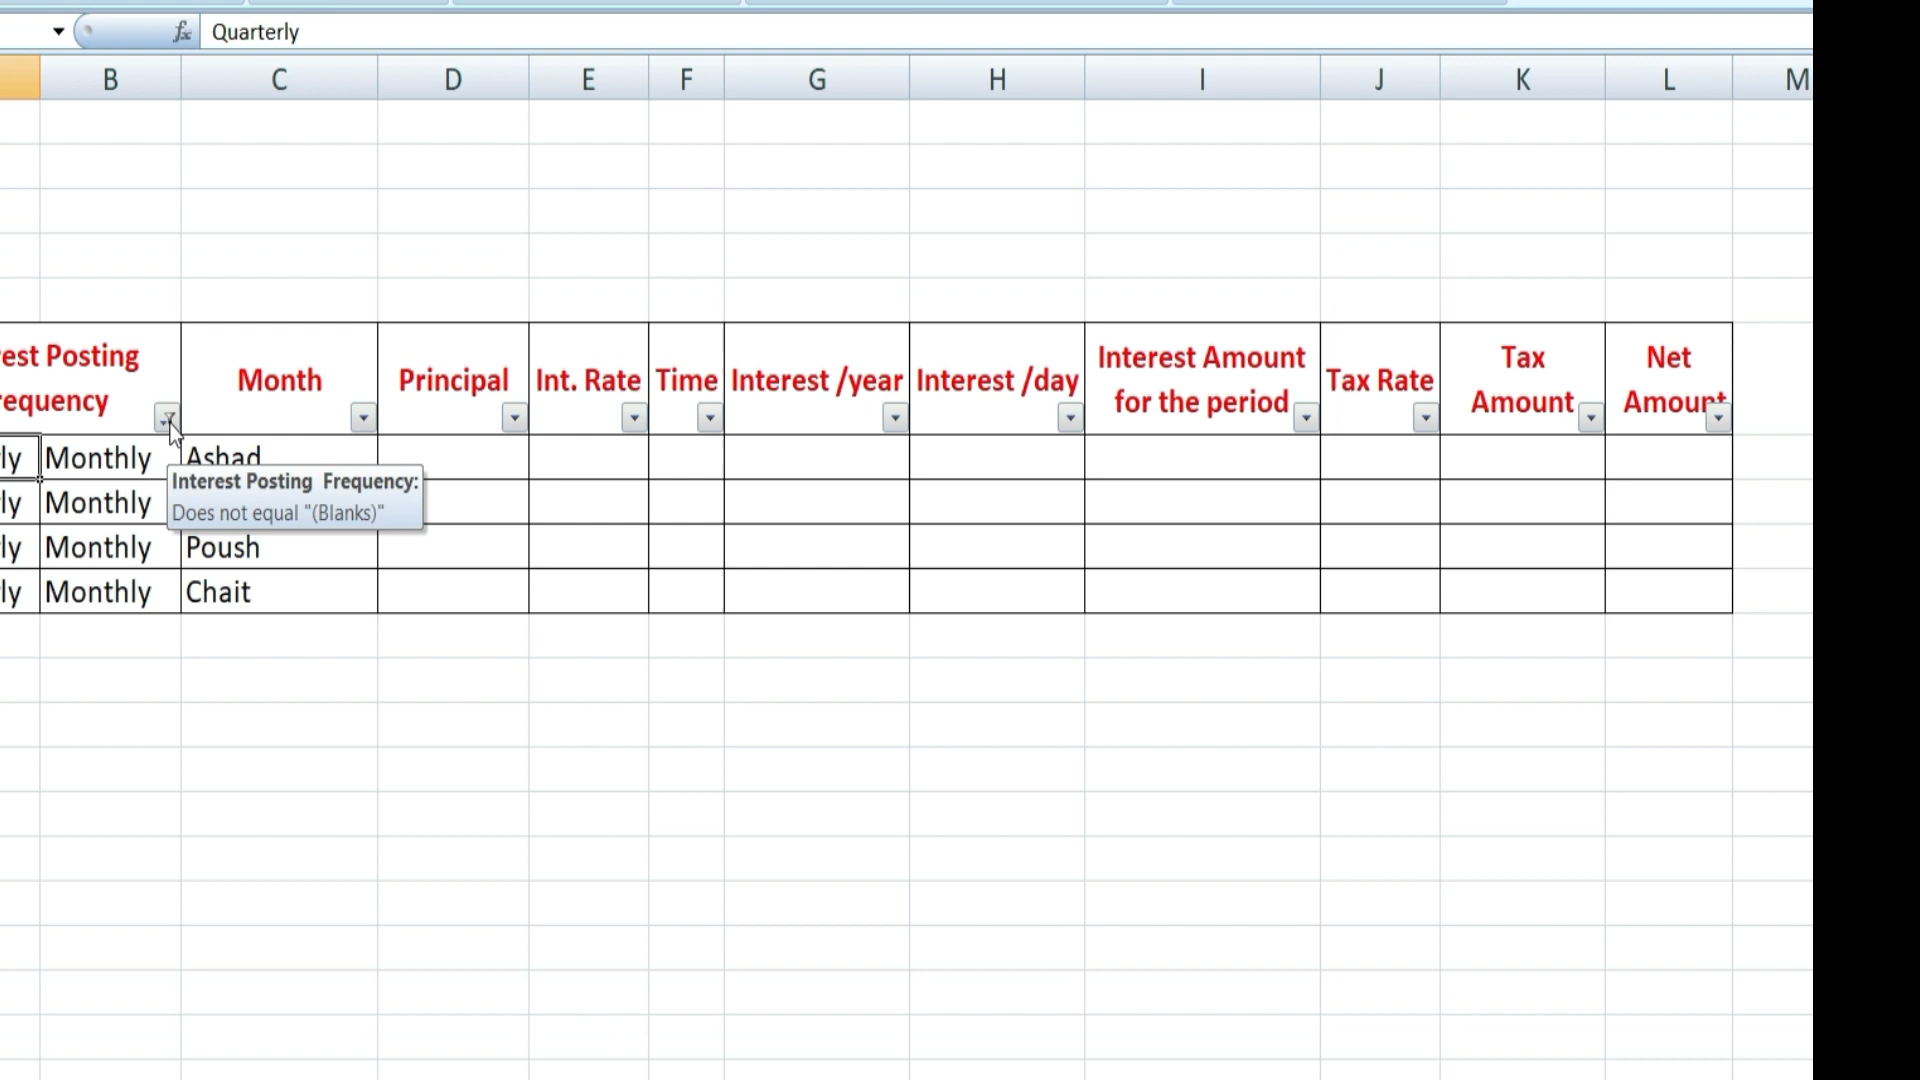 fx Quarterly
B C D E F G H I J K L M
est Posting
equency
Month
Principal
Int. Rate
Time
Interest /year
Interest /day
Interest Amount
for the period
Tax Rate
Tax
Amount
Net
Amount
ly Monthly Ashad
ly Monthly
Interest Posting Frequency:
Does not equal "(Blanks)"
ly Monthly Poush
ly Monthly Chait